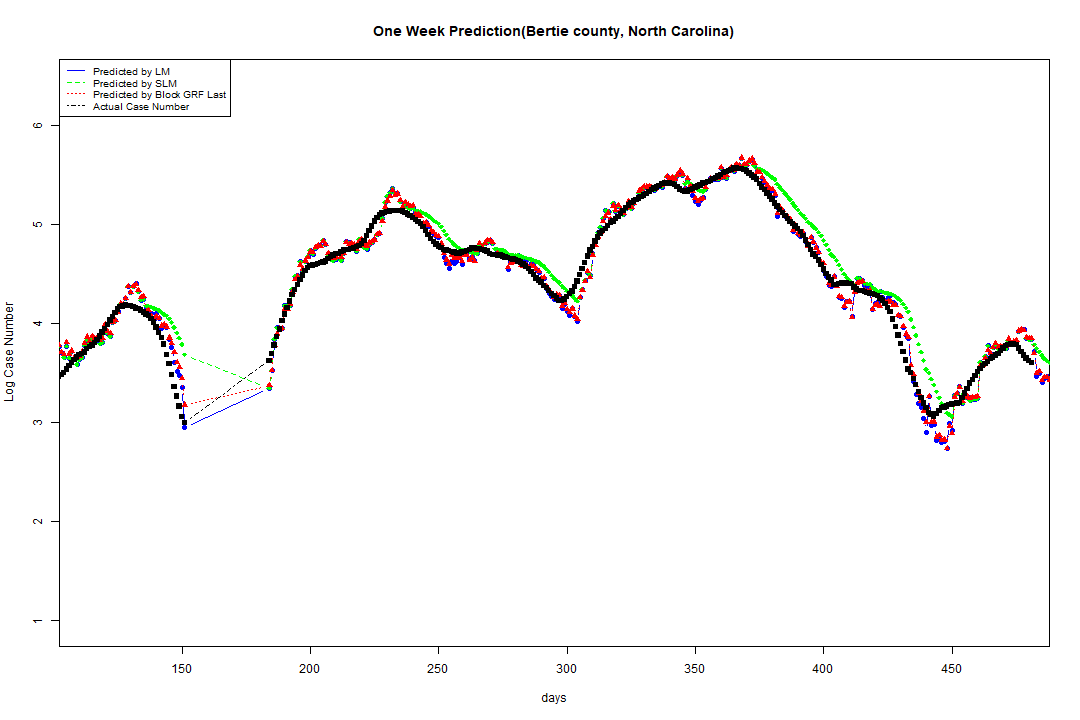 One Week Prediction(Bertie county, North Carolina)
Predicted by LM
Predicted by SLM
Predicted by Block GRF Last
Actual Case Number
Log Case Number
6
5
4
3
2
1
150 200 250 300 350 400 450
days